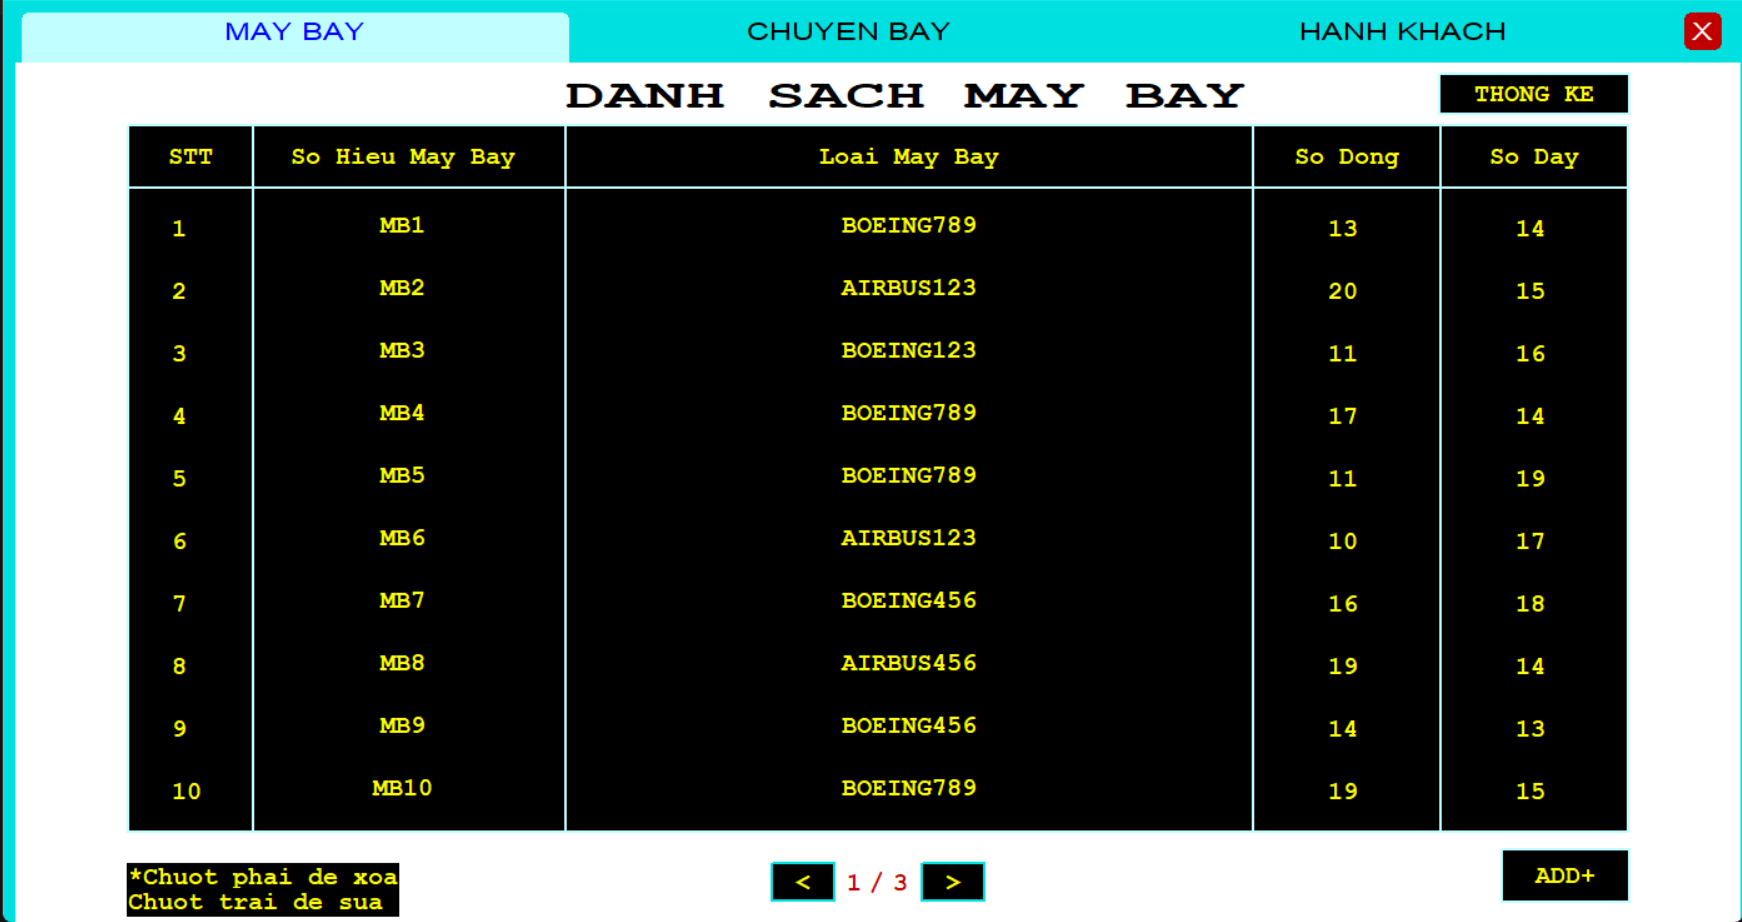 MAY BAY CHUYEN BAY HANH KHACH X
DANH SACH MAY BAY THONG KE
STT So Hieu May Bay Loai May Bay So Dong So Day
1 MB1 BOEING789 13 14
2 MB2 AIRBUS123 20 15
3 MB3 BOEING123 11 16
4 MB4 BOEING789 17 14
5 MB5 BOEING789 11 19
6 MB6 AIRBUS123 10 17
7 MB7 BOEING456 16 18
8 MB8 AIRBUS456 19 14
9 MB9 BOEING456 14 13
10 MB10 BOEING789 19 15
*Chuot phai de xoa
Chuot trai de sua
< 1 / 3 >
ADD+